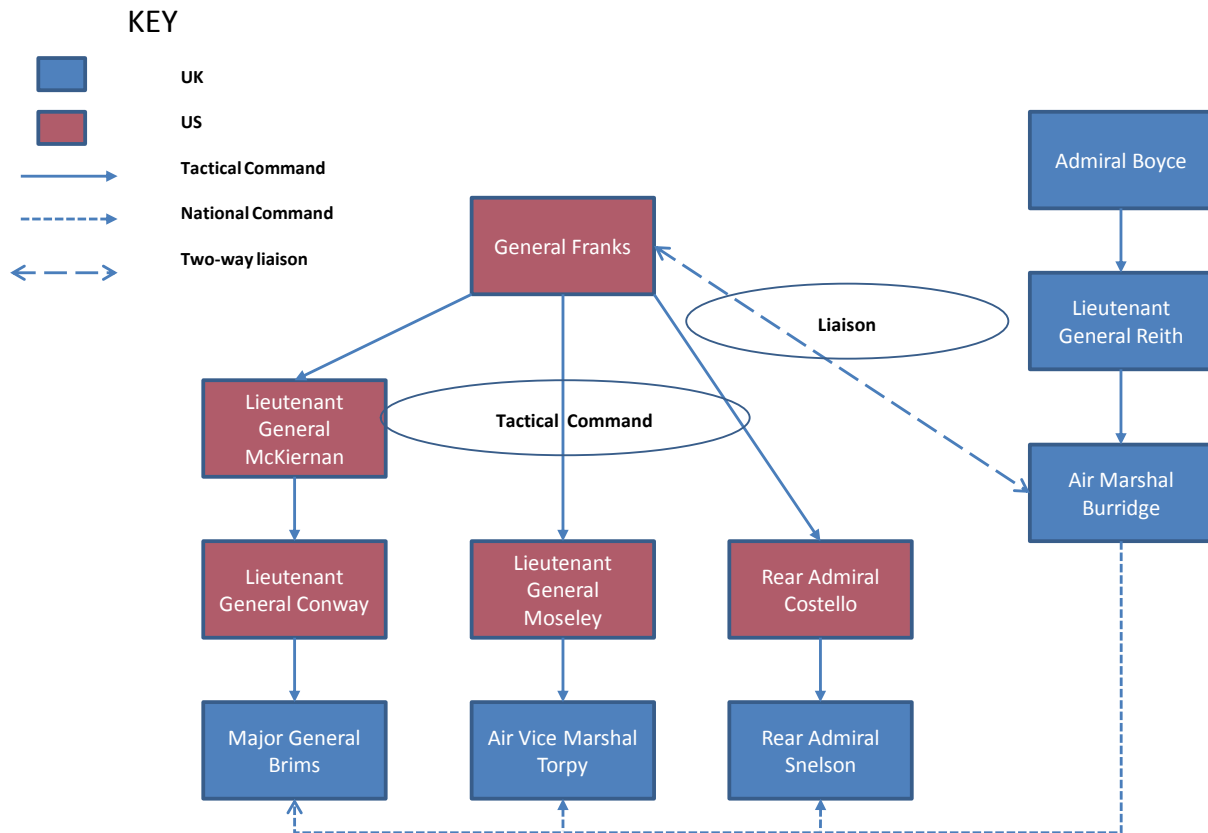 KEY
UK
US
Tactical Command
National Command
Two-way liaison
Admiral Boyce
General Franks
Lieutenant
General Reith
Liaison
Lieutenant
General
McKiernan
Tactical Command
Air Marshal
Burridge
Lieutenant
General Conway
Lieutenant
General
Moseley
Rear Admiral
Costello
Major General
Brims
Air Vice Marshal
Torpy
Rear Admiral
Snelson